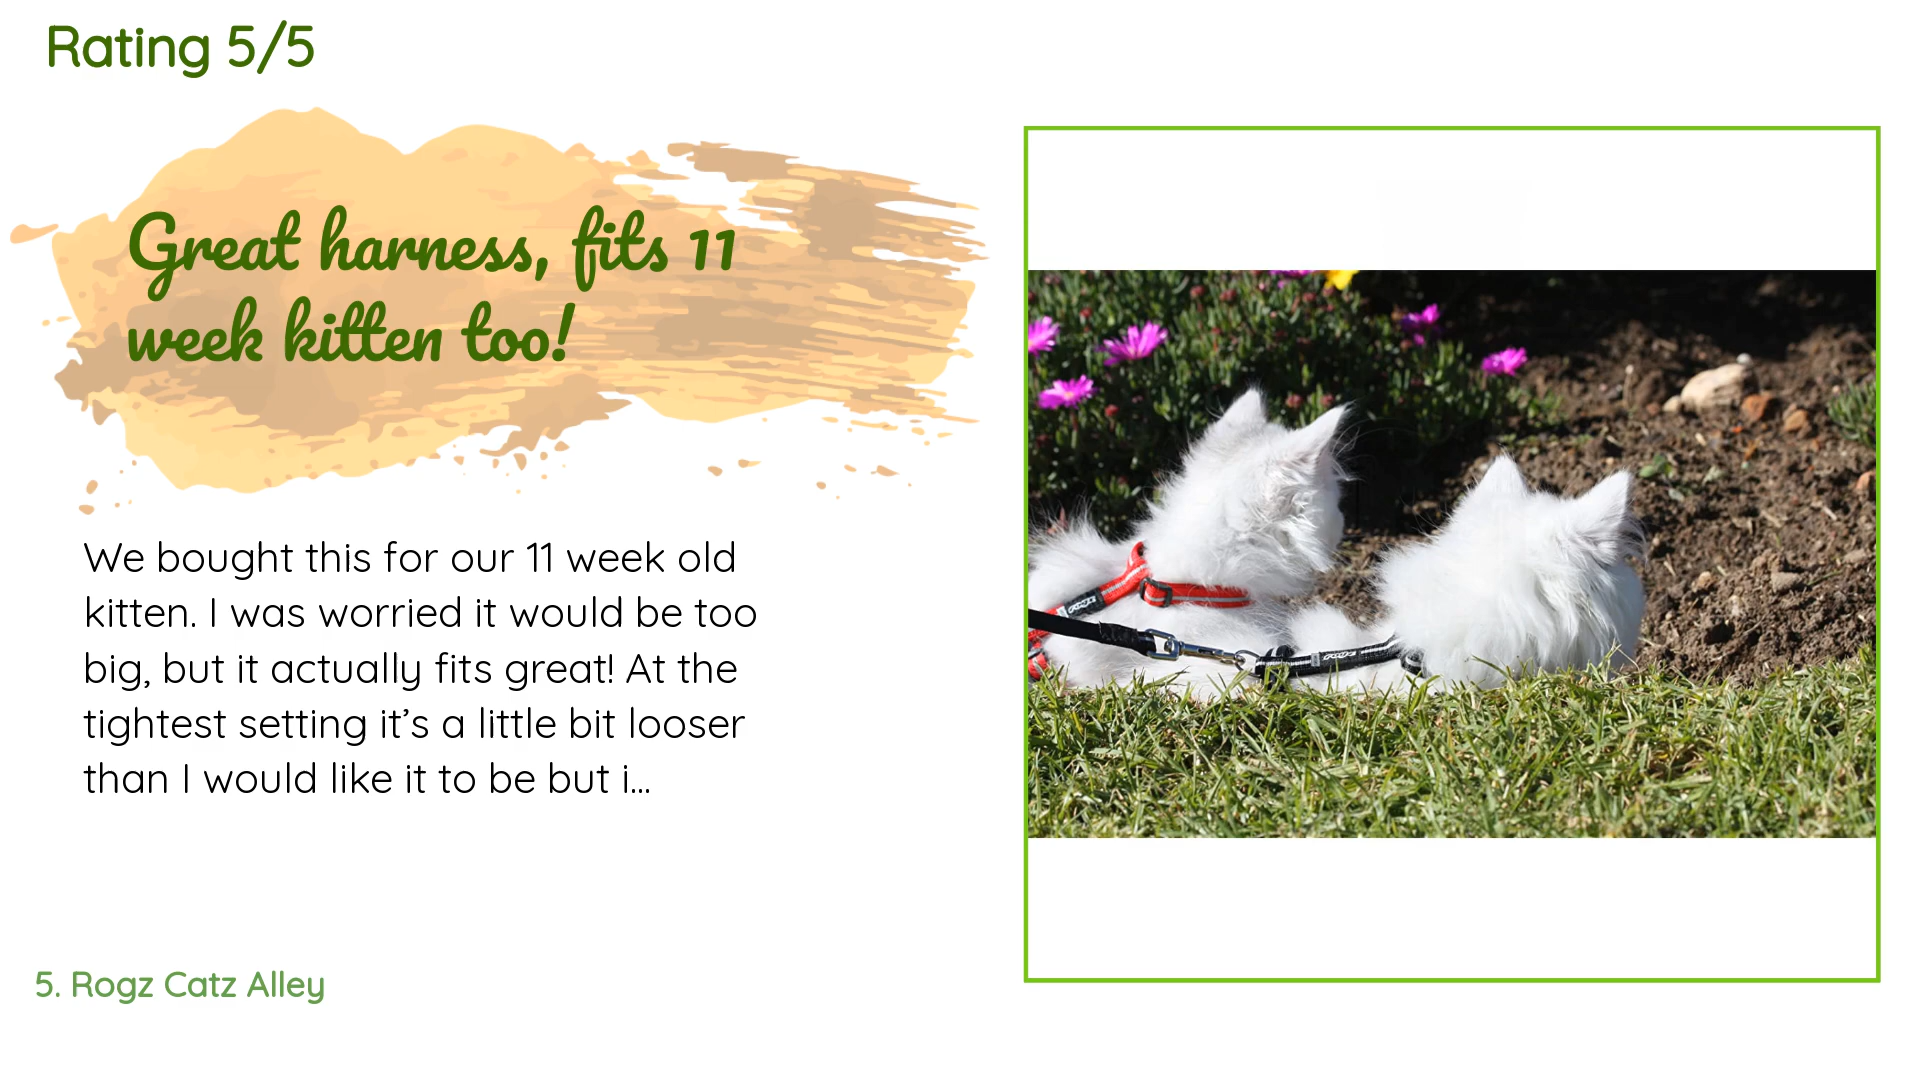 Rating 5/5
Great harness, fits 11
week kitten too!
We bought this for our 11 week old
kitten. I was worried it would be too
big, but it actually fits great! At the
tightest setting it’s a little bit looser
than I would like it to be but i...
5. Rogz Catz Alley